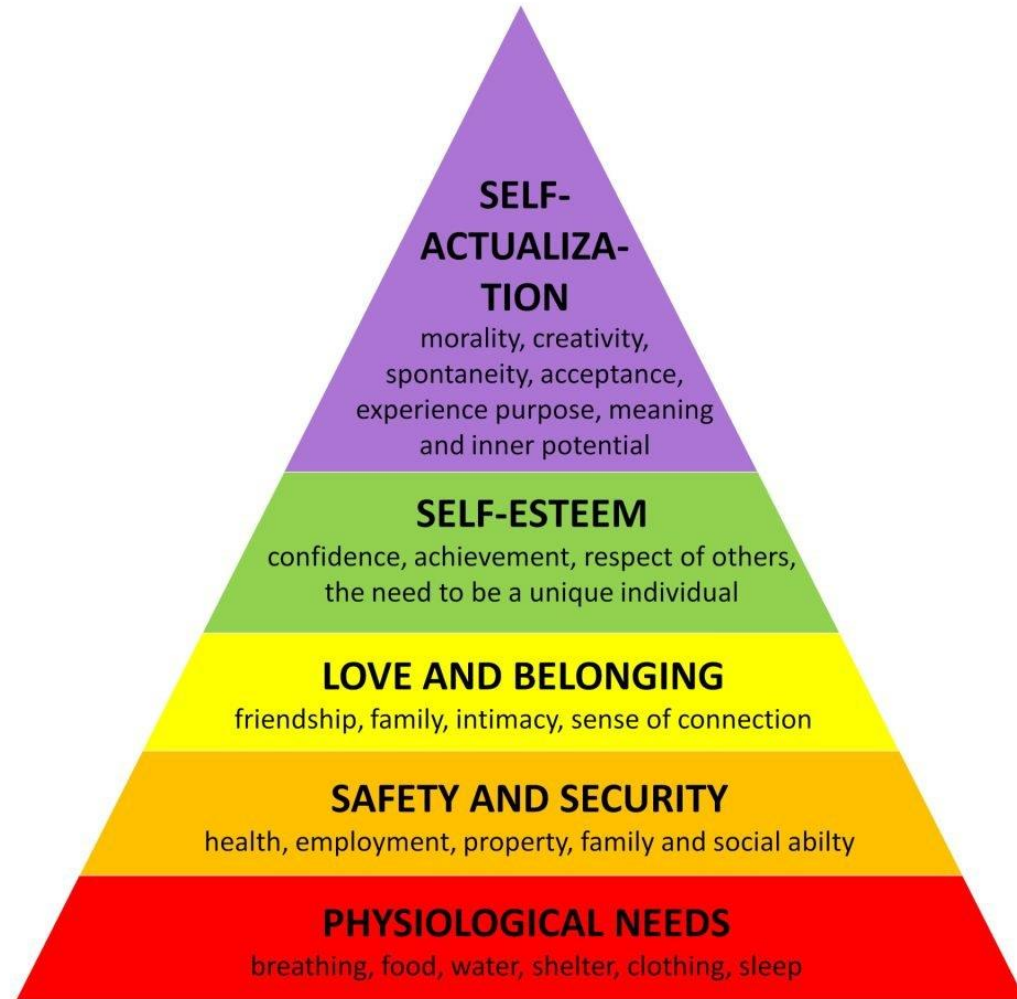 SELF-
ACTUALIZA-
TION
morality, creativity,
spontaneity, acceptance,
experience purpose, meaning
and inner potential
SELF-ESTEEM
confidence, achievement, respect of others,
the need to be a unique individual
LOVE AND BELONGING
friendship, family, intimacy, sense of connection
SAFETY AND SECURITY
health, employment, property, family and social abilty
PHYSIOLOGICAL NEEDS
breathing, food, water, shelter, clothing, sleep